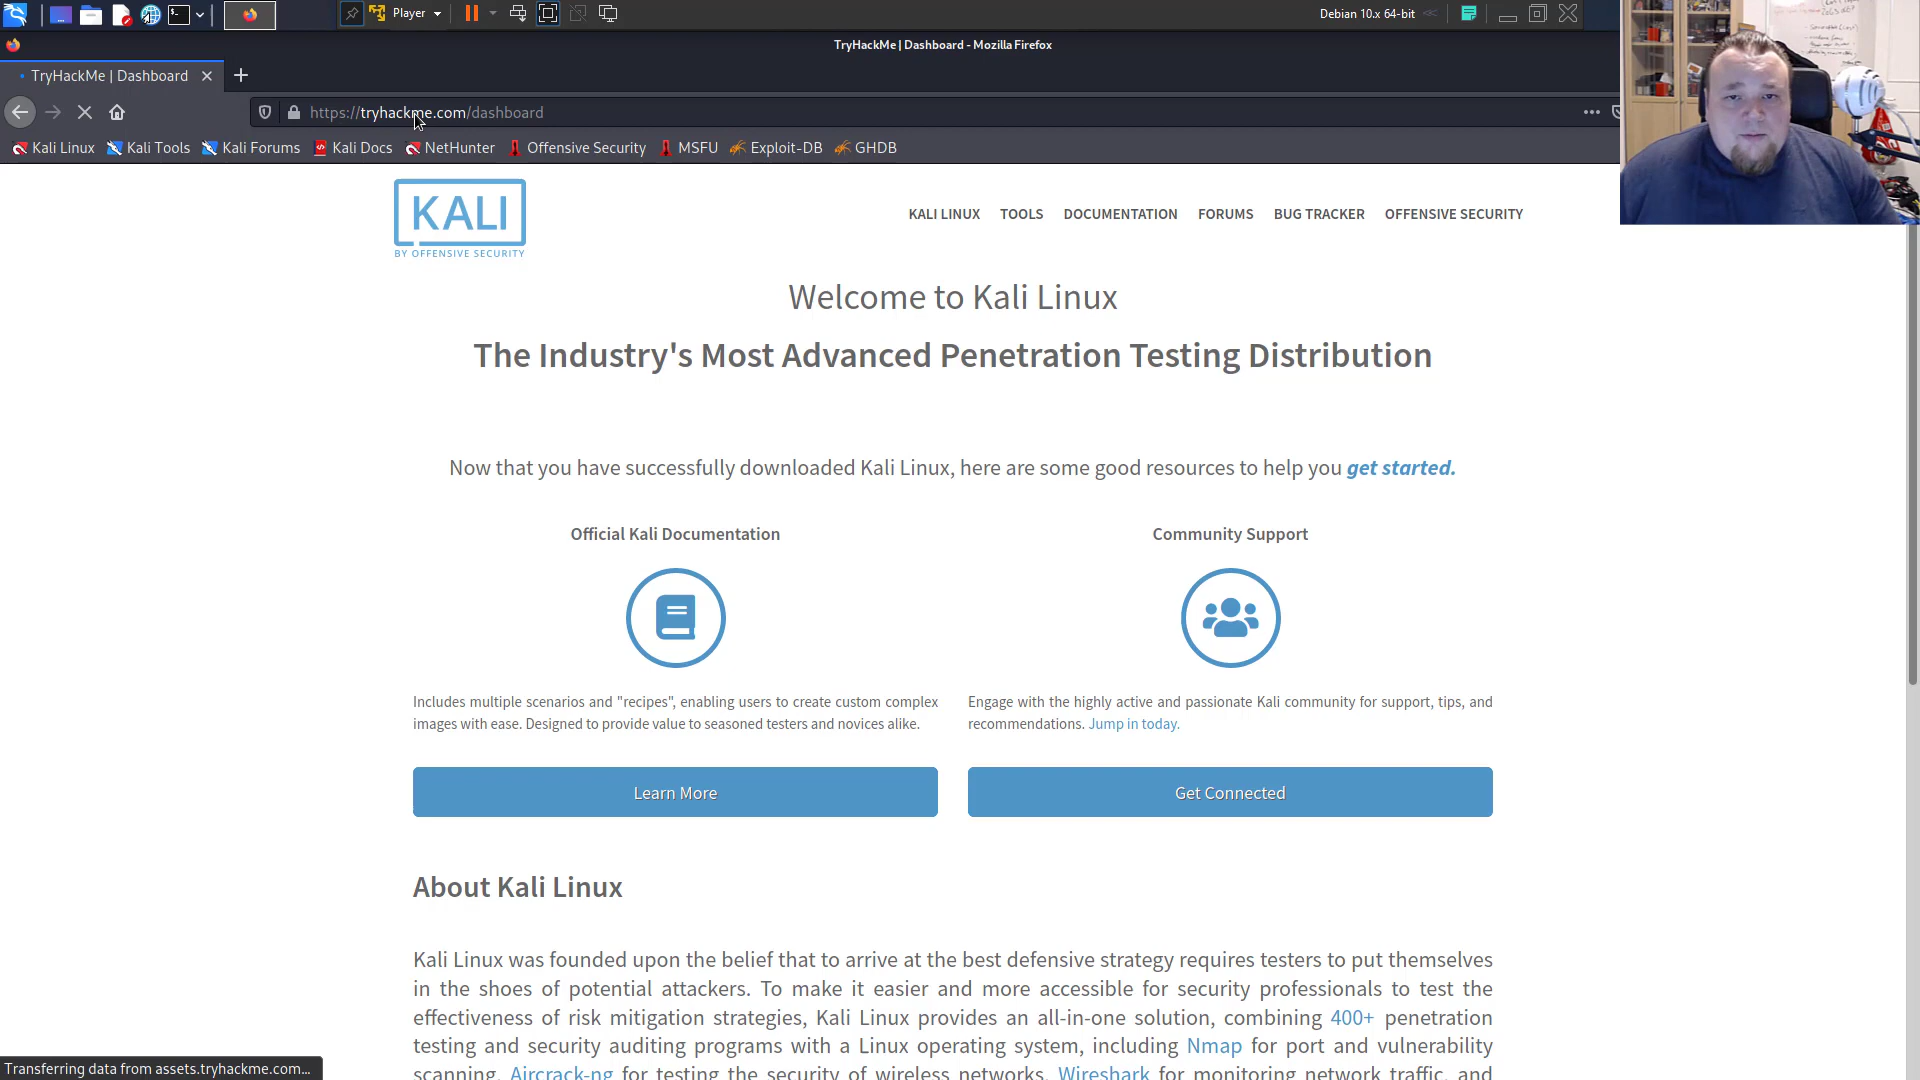 Player
Debian 10.x 64-bit
TryHackMe | Dashboard - Mozilla Firefox
TryHackMe | Dashboard
https://tryhackme.com/dashboard
Kali Linux Kali Tools Kali Forums Kali Docs NetHunter Offensive Security MSFU Exploit-DB GHDB
KALI
BY OFFENSIVE SECURITY
KALI LINUX TOOLS DOCUMENTATION FORUMS BUG TRACKER OFFENSIVE SECURITY
Welcome to Kali Linux
The Industry's Most Advanced Penetration Testing Distribution
Now that you have successfully downloaded Kali Linux, here are some good resources to help you get started.
Official Kali Documentation
Includes multiple scenarios and "recipes", enabling users to create custom complex
images with ease. Designed to provide value to seasoned testers and novices alike.
Learn More
Community Support
Engage with the highly active and passionate Kali community for support, tips, and
recommendations. Jump in today.
Get Connected
About Kali Linux
Kali Linux was founded upon the belief that to arrive at the best defensive strategy requires testers to put themselves
in the shoes of potential attackers. To make it easier and more accessible for security professionals to test the
effectiveness of risk mitigation strategies, Kali Linux provides an all-in-one solution, combining 400+ penetration
testing and security auditing programs with a Linux operating system, including Nmap for port and vulnerability
scanning, Aircrack-ng for testing the security of wireless networks, Wireshark for monitoring network traffic, and
Transferring data from assets.tryhackme.com...